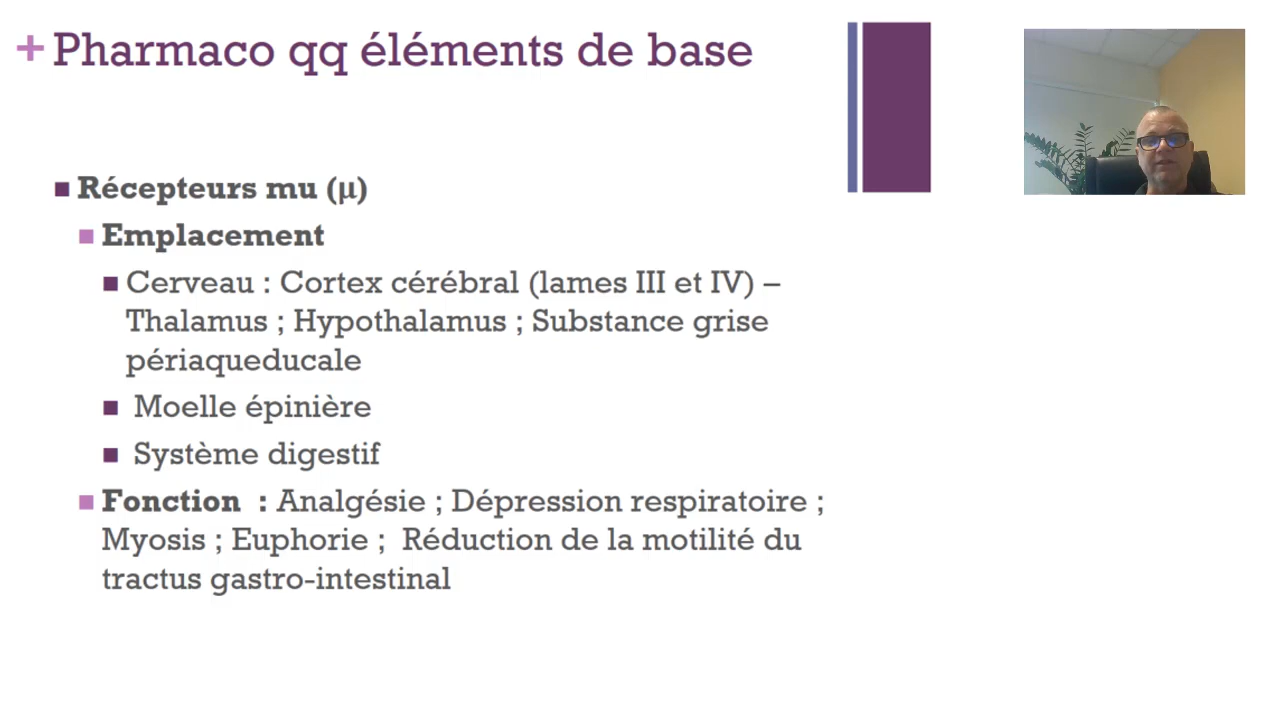 + Pharmaco qq éléments de base
Récepteurs mu (μ)
Emplacement
Cerveau : Cortex cérébral (lames III et IV) –
Thalamus ; Hypothalamus ; Substance grise
périaqueducale
Moelle épinière
Système digestif
Fonction : Analgésie ; Dépression respiratoire ;
Myosis ; Euphorie ; Réduction de la motilité du
tractus gastro-intestinal